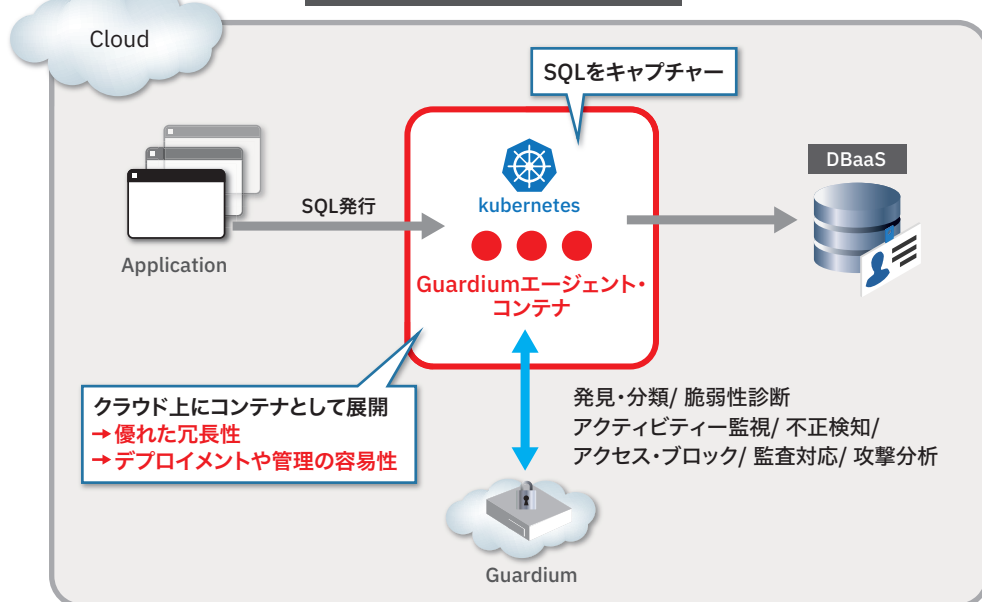 Cloud
SQLをキャプチャー
DBaaS
SQL発行
kubernetes
Application
Guardiumエージェント・
コンテナ
クラウド上にコンテナとして展開
→優れた冗長性
→デプロイメントや管理の容易性
発見・分類/ 脆弱性診断
アクティビティー監視/ 不正検知/
アクセス・ブロック/ 監査対応/ 攻撃分析
Guardium